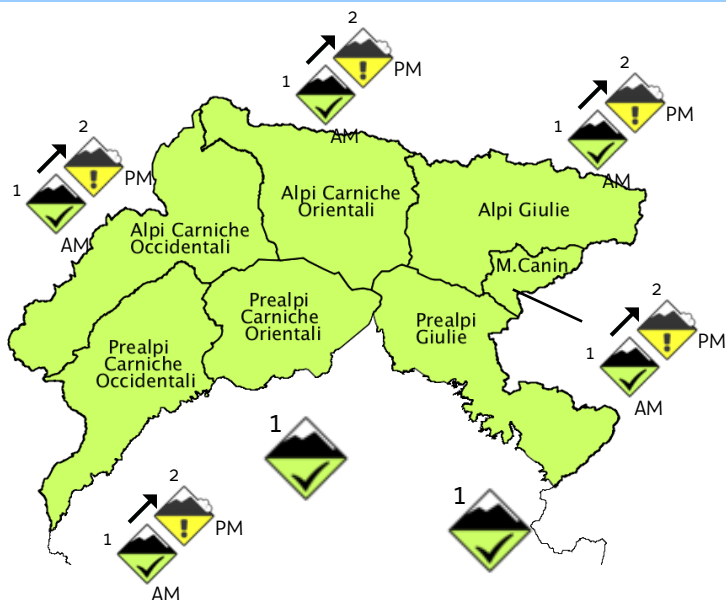 2
1
PM
AM
2
1
PM
AM
2
1
PM
AM
Alpi Carniche
Orientali
Alpi Giulie
Alpi Carniche
Occidentali
M.Canin
Prealpi
Carniche
Orientali
Prealpi
Giulie
Prealpi
Carniche
Occidentali
2
1
PM
AM
1
2
1
PM
AM
1